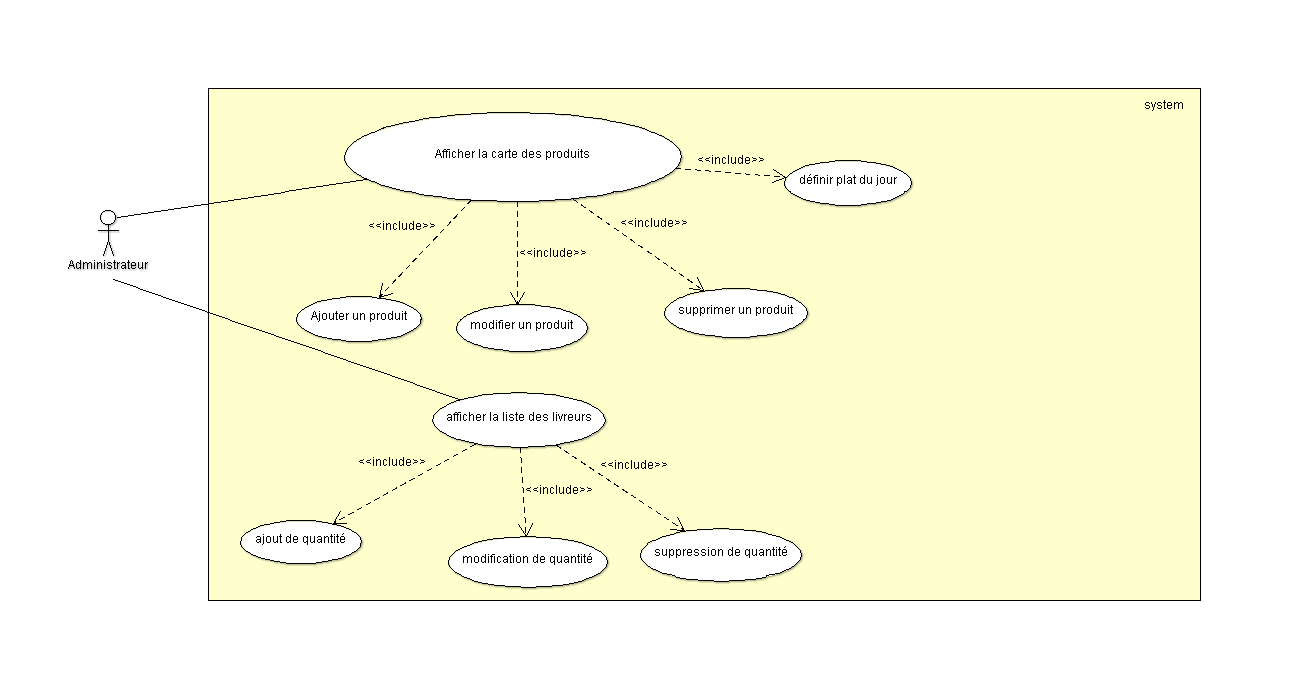 system
Afficher la carte des produits
<<include>>
définir plat du jour
<<include>>
<<include>>
<<include>>
Administrateur
Ajouter un produit
modifier un produit
supprimer un produit
afficher la liste des livreurs
<<include>>
<<include>>
<<include>>
ajout de quantité
modification de quantité
suppression de quantité